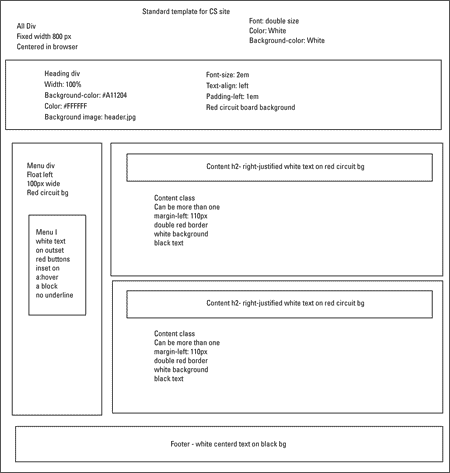 Standard template for CS site
All Div
Fixed width 800 px
Centered in browser
Font: double size
Color: White
Background-color: White
Heading div
Width: 100%
Background-color: #A11204
Color: #FFFFFF
Background image: header.jpg
Font-size: 2em
Text-align: left
Padding-left: 1em
Red circuit board background
Menu div
Float left
100px wide
Red circuit bg
Menu l
white text
on outset
red buttons
inset on
a:hover
a block
no underline
Content h2- right-justified white text on red circuit bg
Content class
Can be more than one
margin-left: 110px
double red border
white background
black text
Content h2- right-justified white text on red circuit bg
Content class
Can be more than one
margin-left: 110px
double red border
white background
black text
Footer - white centerd text on black bg